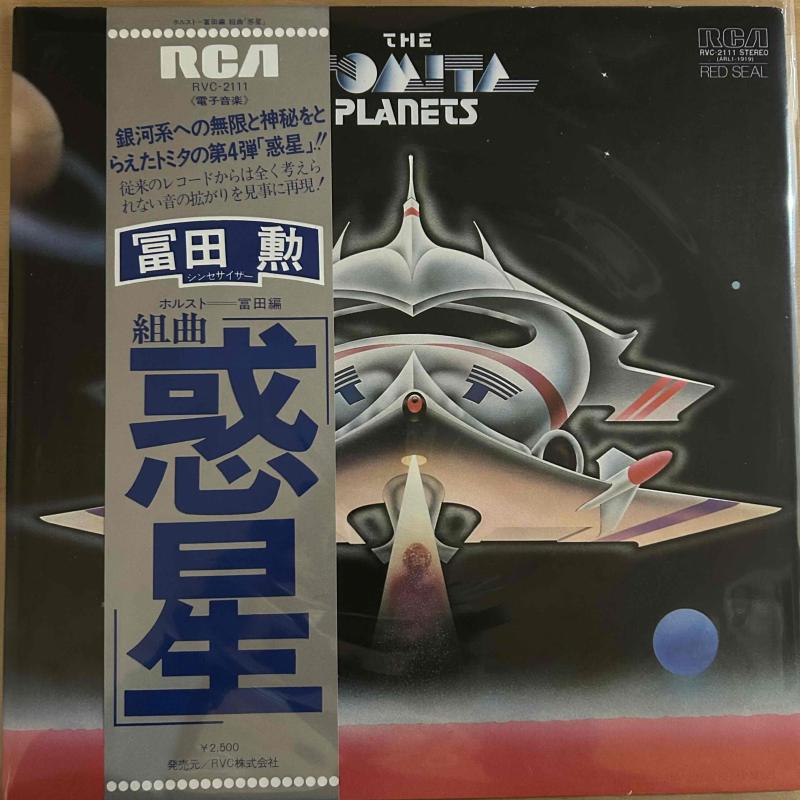 ホルスト―冨田編 組曲「惑星」
RCA
RVC-2111
《電子音楽》
銀河系への無限と神秘をと
らえたトミタの第4弾「惑星」!!
従来のレコードからは全く考えら
れない音の拡がりを見事に再現!
冨田 勲
シンセサイザー
ホルスト══冨田編
組曲
「惑星」
¥2,500
発売元/RVC株式会社
THE
OMITA
PLANETS
RCA
RVC-2111 STEREO
(ARL1-1919)
RED SEAL
T T